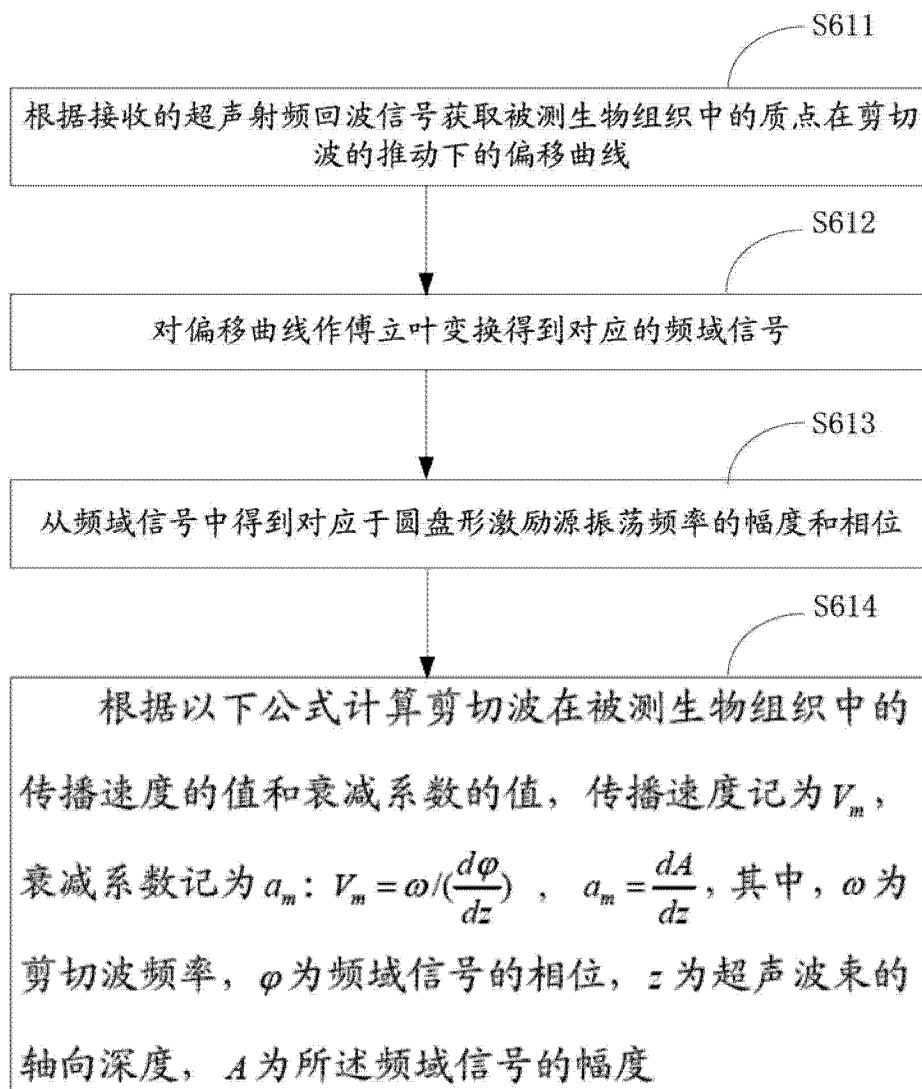 S611
根据接收的超声射频回波信号获取被测生物组织中的质点在剪切
波的推动下的偏移曲线
S612
对偏移曲线作傅立叶变换得到对应的频域信号
S613
从频域信号中得到对应于圆盘形激励源振荡频率的幅度和相位
S614
根据以下公式计算剪切波在被测生物组织中的
传播速度的值和衰减系数的值，传播速度记为V_m，
衰减系数记为a_m：V_m=ω/(dφ/dz)，a_m=dA/dz，其中，ω为
剪切波频率，φ为频域信号的相位，z为超声波束的
轴向深度，A为所述频域信号的幅度